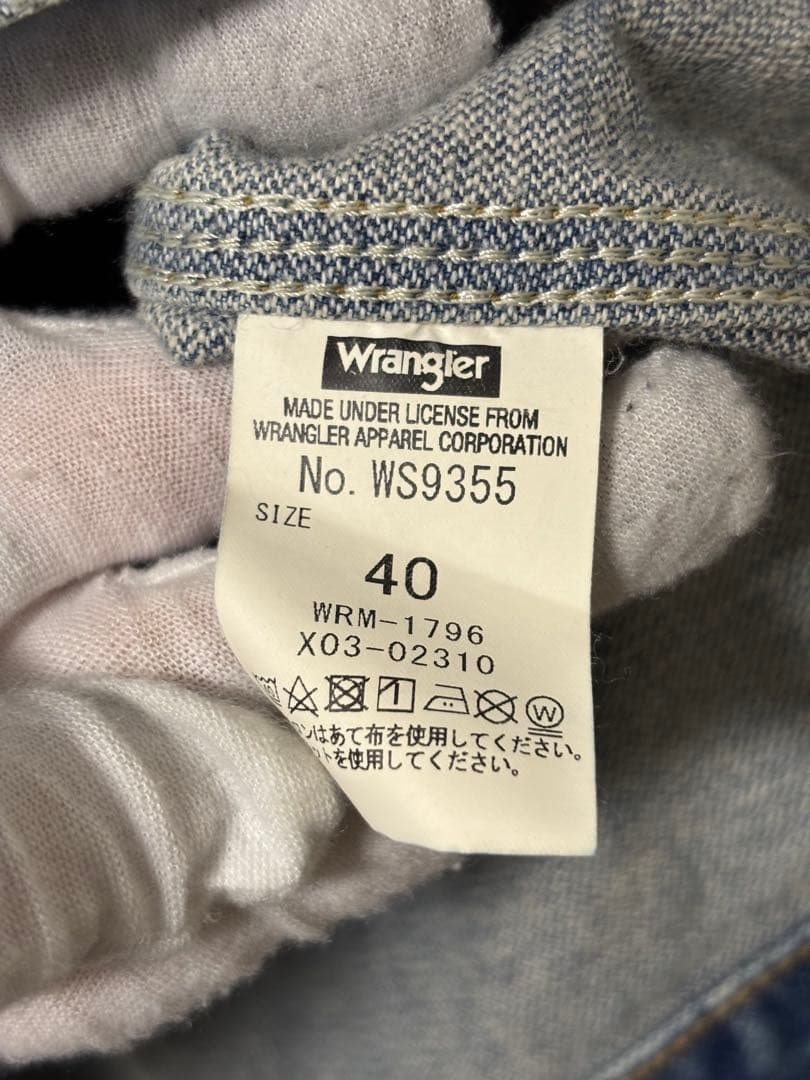 Wrangler
MADE UNDER LICENSE FROM
WRANGLER APPAREL CORPORATION
No. WS9355
SIZE
40
WRM-1796
X03-02310
W
ンはあて布を使用してください。
トを使用してください。